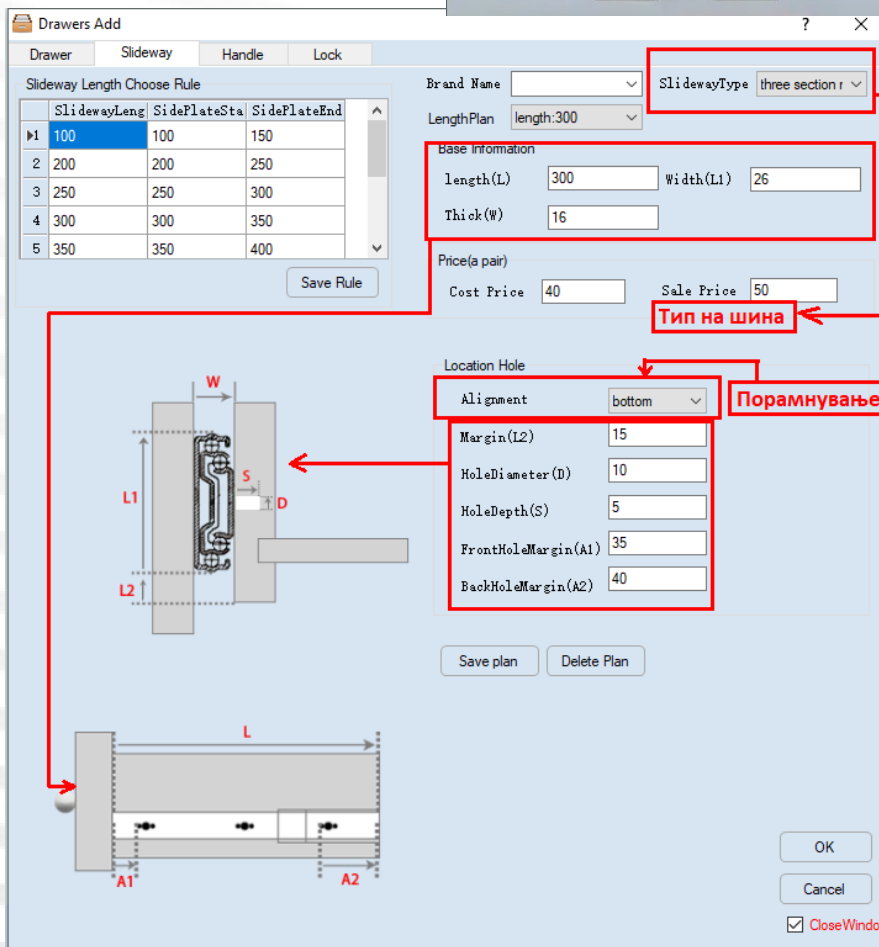 Drawers Add ? ×
Drawer Slideway Handle Lock
Slideway Length Choose Rule
SlidewayLeng SidePlateSta SidePlateEnd
1 100 100 150
2 200 200 250
3 250 250 300
4 300 300 350
5 350 350 400
Save Rule
Brand Name SlidewayType three section r
LengthPlan length:300
Base Information
length(L) 300 Width(L1) 26
Thick(W) 16
Price(a pair)
Cost Price 40 Sale Price 50
Тип на шина
Location Hole
Alignment bottom Порамнување
Margin(L2) 15
HoleDiameter(D) 10
HoleDepth(S) 5
FrontHoleMargin(A1) 35
BackHoleMargin(A2) 40
Save plan Delete Plan
W
S
D
L1
L2
L
A1 A2
OK
Cancel
CloseWindo